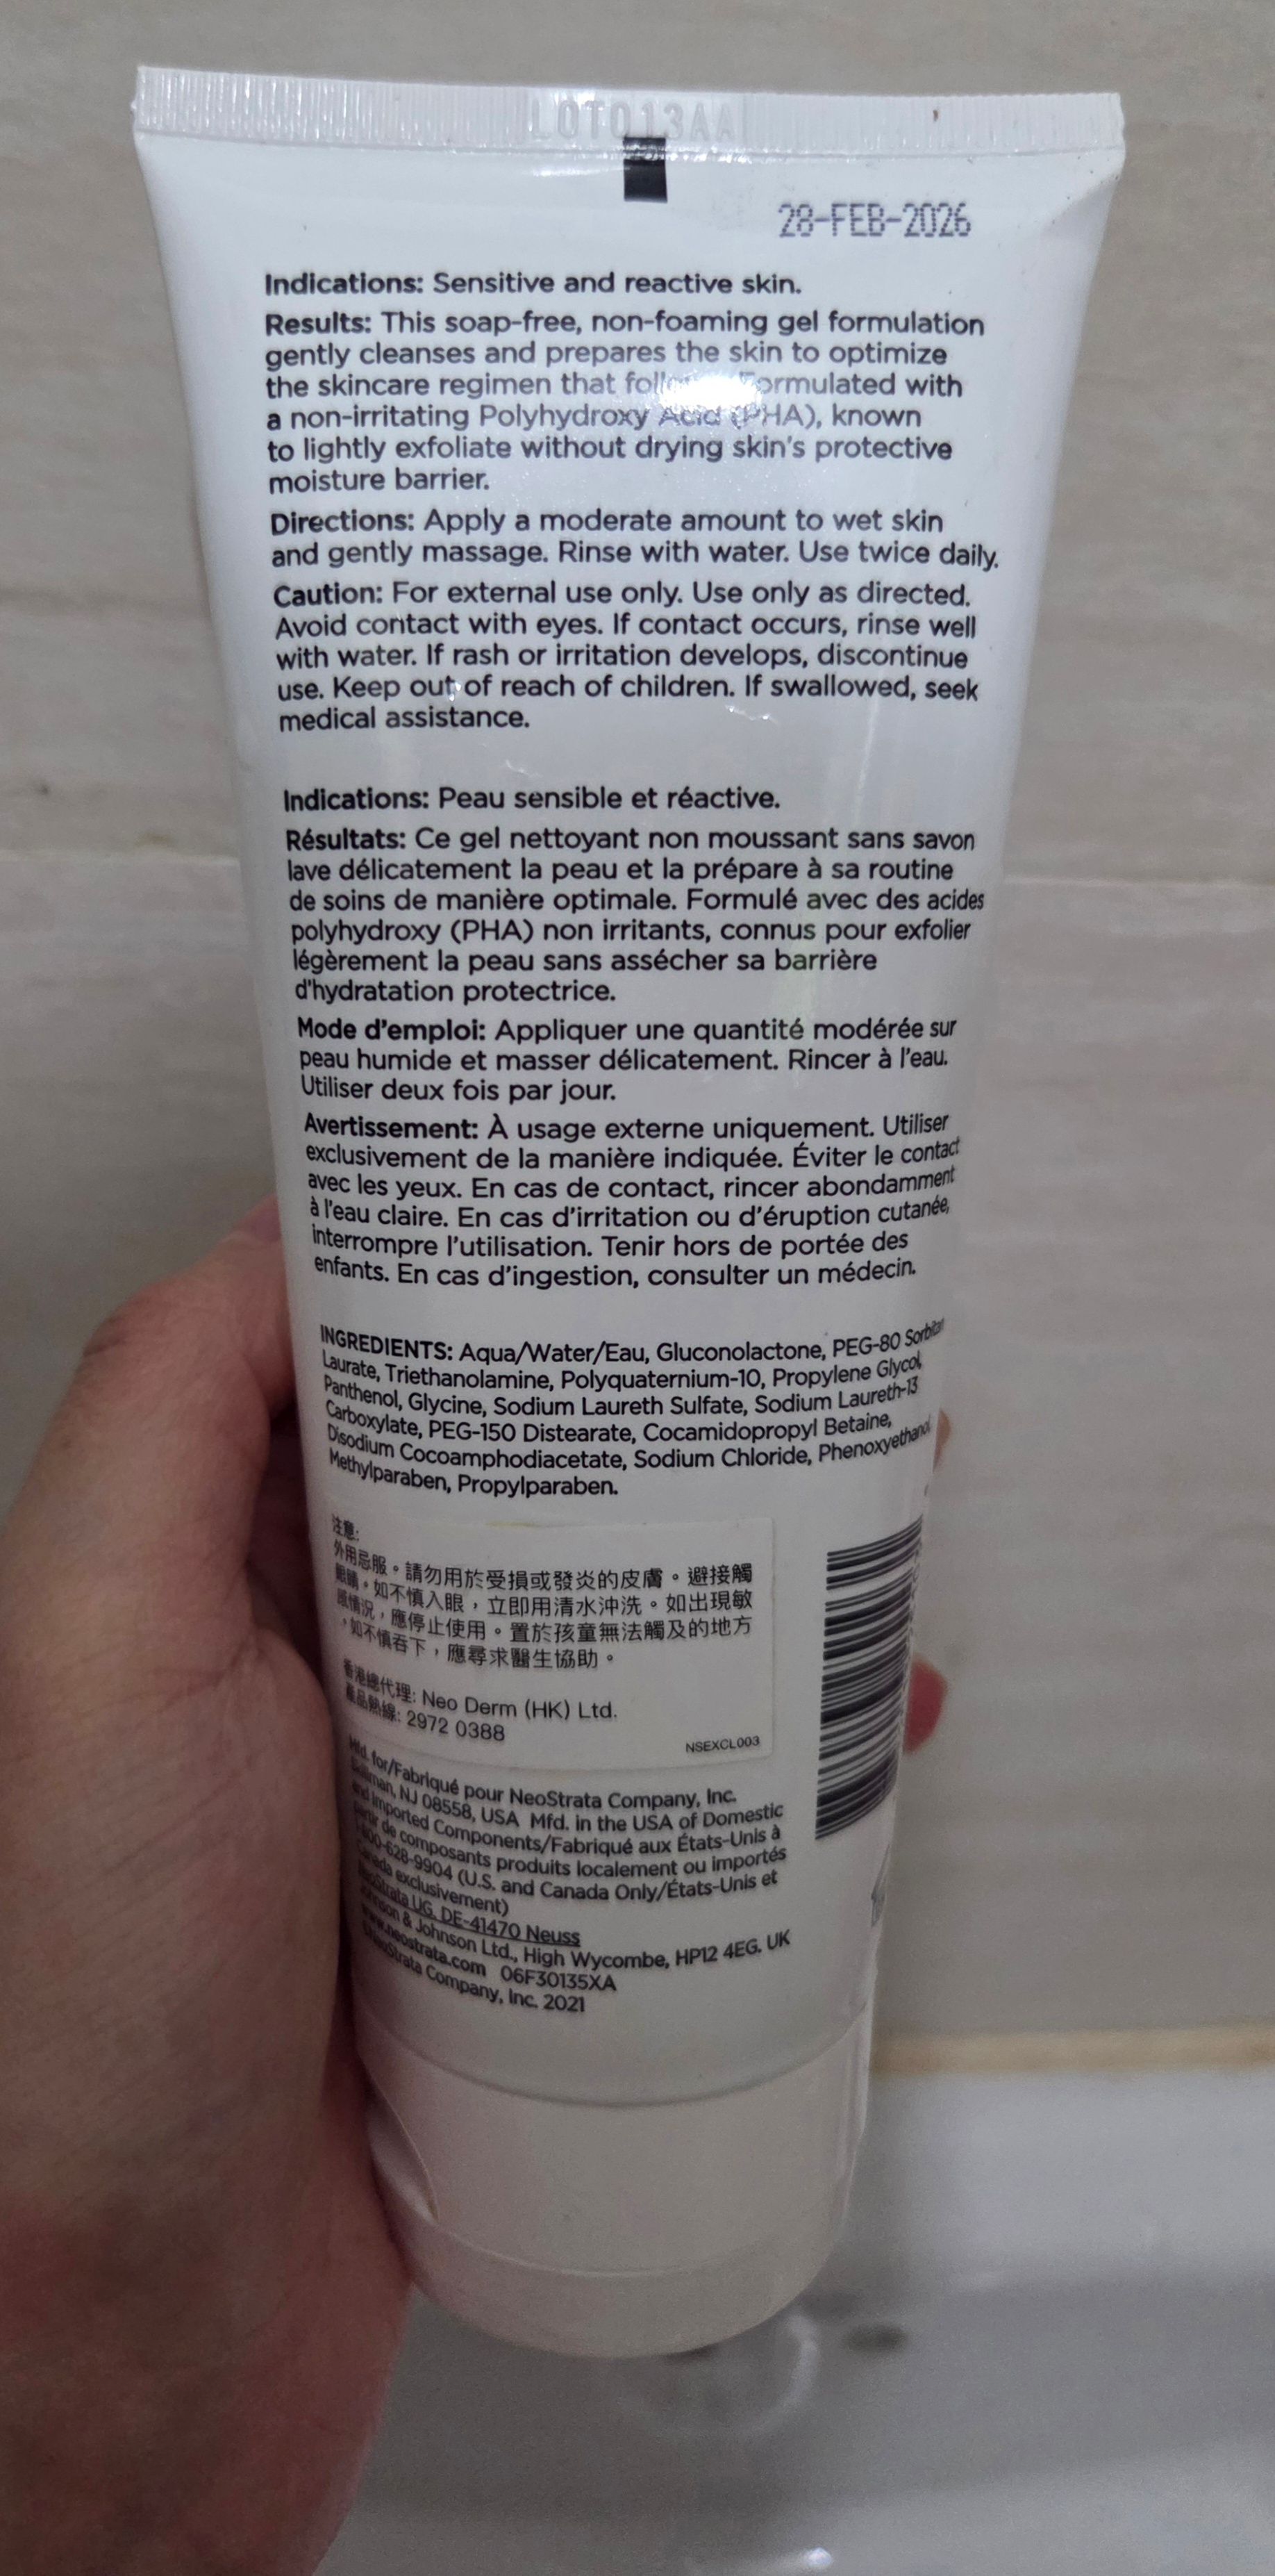 LOT013AA
28-FEB-2026
Indications: Sensitive and reactive skin.
Results: This soap-free, non-foaming gel formulation
gently cleanses and prepares the skin to optimize
the skincare regimen that Formulated with
a non-irritating Polyhydroxy Acid (PHA), known
to lightly exfoliate without drying skin's protective
moisture barrier.
Directions: Apply a moderate amount to wet skin
and gently massage. Rinse with water. Use twice daily.
Caution: For external use only. Use only as directed.
Avoid contact with eyes. If contact occurs, rinse well
with water. If rash or irritation develops, discontinue
use. Keep out of reach of children. If swallowed, seek
medical assistance.
Indications: Peau sensible et réactive.
Résultats: Ce gel nettoyant non moussant sans savon
lave délicatement la peau et la prépare à sa routine
de soins de manière optimale. Formulé avec des acides
polyhydroxy (PHA) non irritants, connus pour exfolier
légèrement la peau sans assécher sa barrière
d'hydratation protectrice.
Mode d'emploi: Appliquer une quantité modérée sur
peau humide et masser délicatement. Rincer à l'eau.
Utiliser deux fois par jour.
Avertissement: À usage externe uniquement. Utiliser
exclusivement de la manière indiquée. Éviter le contact
avec les yeux. En cas de contact, rincer abondamment
à l'eau claire. En cas d'irritation ou d'éruption cutanée,
interrompre l'utilisation. Tenir hors de portée des
enfants. En cas d'ingestion, consulter un médecin.
INGREDIENTS: Aqua/Water/Eau, Gluconolactone, PEG-80 Sorbitan
Laurate, Triethanolamine, Polyquaternium-10, Propylene Glycol,
Panthenol, Glycine, Sodium Laureth Sulfate, Sodium Laureth-13
Carboxylate, PEG-150 Distearate, Cocamidopropyl Betaine,
Disodium Cocoamphodiacetate, Sodium Chloride, Phenoxyethanol,
Methylparaben, Propylparaben.
注意:
外用忌服。請勿用於受損或發炎的皮膚。避接觸
眼睛。如不慎入眼，立即用清水沖洗。如出現敏
感情況，應停止使用。置於孩童無法觸及的地方
。如不慎吞下，應尋求醫生協助。
香港總代理: Neo Derm (HK) Ltd.
產品熱線: 2972 0388
NSEXCL003
Mfd. for/Fabriqué pour NeoStrata Company, Inc.
Skillman, NJ 08558, USA Mfd. in the USA of Domestic
and Imported Components/Fabriqué aux États-Unis à
partir de composants produits localement ou importés
1-800-628-9904 (U.S. and Canada Only/États-Unis et
Canada exclusivement)
NeoStrata UG, DE-41470 Neuss
Johnson & Johnson Ltd., High Wycombe, HP12 4EG. UK
www.neostrata.com 06F30135XA
©NeoStrata Company, Inc. 2021